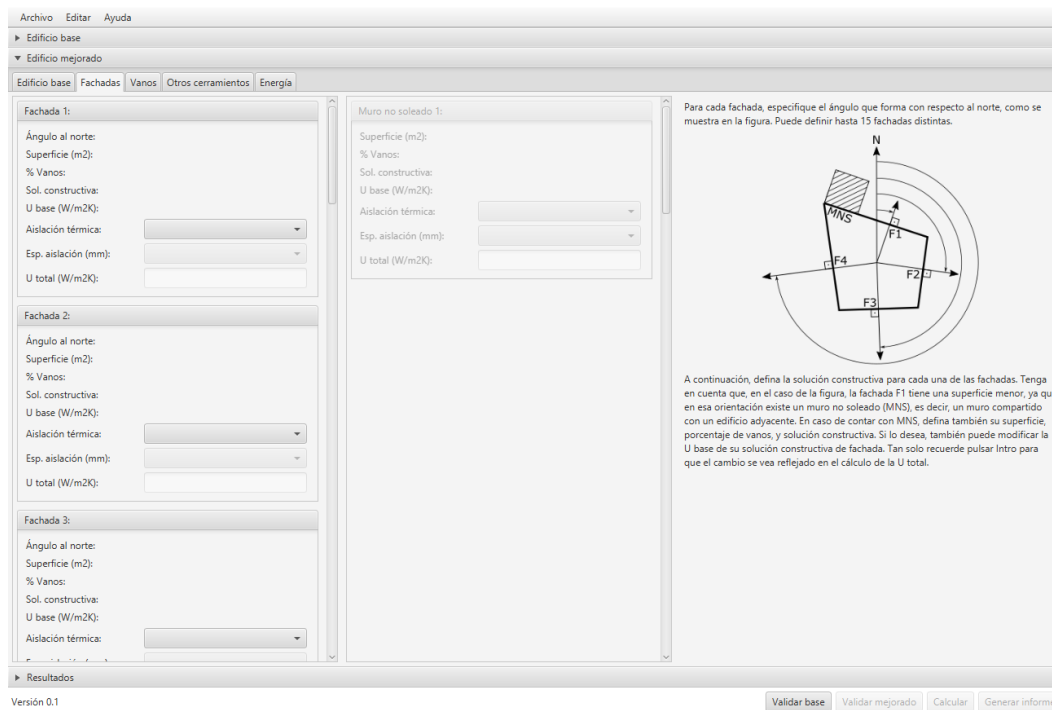 Archivo Editar Ayuda
Edificio base
Edificio mejorado
Edificio base Fachadas Vanos Otros cerramientos Energía
Fachada 1:
Ángulo al norte:
Superficie (m2):
% Vanos:
Sol. constructiva:
U base (W/m2K):
Aislación térmica:
Esp. aislación (mm):
U total (W/m2K):
Fachada 2:
Ángulo al norte:
Superficie (m2):
% Vanos:
Sol. constructiva:
U base (W/m2K):
Aislación térmica:
Esp. aislación (mm):
U total (W/m2K):
Fachada 3:
Ángulo al norte:
Superficie (m2):
% Vanos:
Sol. constructiva:
U base (W/m2K):
Aislación térmica:
Muro no soleado 1:
Superficie (m2):
% Vanos:
Sol. constructiva:
U base (W/m2K):
Aislación térmica:
Esp. aislación (mm):
U total (W/m2K):
Para cada fachada, especifique el ángulo que forma con respecto al norte, como se
muestra en la figura. Puede definir hasta 15 fachadas distintas.
N
MNS
F1
F4
F2
F3
A continuación, defina la solución constructiva para cada una de las fachadas. Tenga
en cuenta que, en el caso de la figura, la fachada F1 tiene una superficie menor, ya qu
en esa orientación existe un muro no soleado (MNS), es decir, un muro compartido
con un edificio adyacente. En caso de contar con MNS, defina también su superficie,
porcentaje de vanos, y solución constructiva. Si lo desea, también puede modificar la
U base de su solución constructiva de fachada. Tan solo recuerde pulsar Intro para
que el cambio se vea reflejado en el cálculo de la U total.
Resultados
Versión 0.1
Validar base Validar mejorado Calcular Generar inform